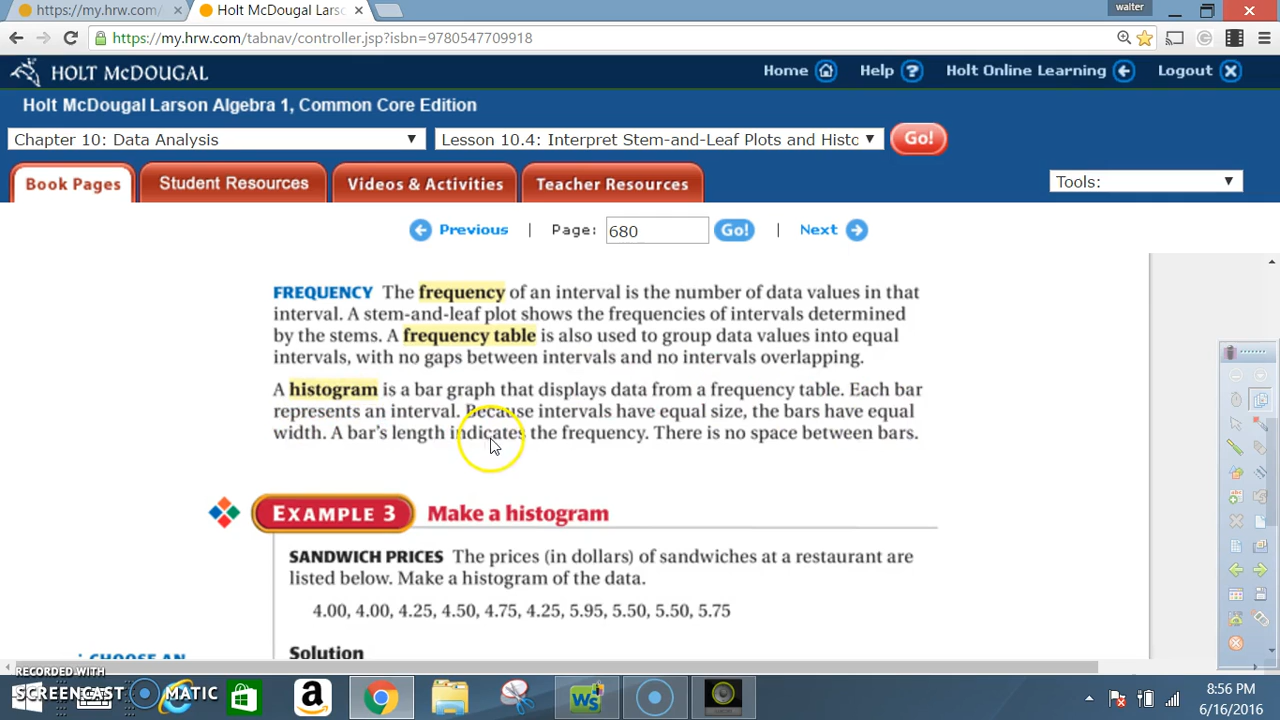 https://my.hrw.com/
Holt McDougal Larso
walter
https://my.hrw.com/tabnav/controller.jsp?isbn=9780547709918
HOLT MCDOUGAL
Home
Help
Holt Online Learning
Logout
Holt McDougal Larson Algebra 1, Common Core Edition
Chapter 10: Data Analysis
Lesson 10.4: Interpret Stem-and-Leaf Plots and Histo
Go!
Book Pages
Student Resources
Videos & Activities
Teacher Resources
Tools:
Previous | Page: 680 Go! | Next
FREQUENCY The frequency of an interval is the number of data values in that
interval. A stem-and-leaf plot shows the frequencies of intervals determined
by the stems. A frequency table is also used to group data values into equal
intervals, with no gaps between intervals and no intervals overlapping.
A histogram is a bar graph that displays data from a frequency table. Each bar
represents an interval. Because intervals have equal size, the bars have equal
width. A bar's length indicates the frequency. There is no space between bars.
EXAMPLE 3 Make a histogram
SANDWICH PRICES The prices (in dollars) of sandwiches at a restaurant are
listed below. Make a histogram of the data.
4.00, 4.00, 4.25, 4.50, 4.75, 4.25, 5.95, 5.50, 5.50, 5.75
Solution
CHOOSE AN
RECORDED WITH
SCREENCAST MATIC
8:56 PM
6/16/2016